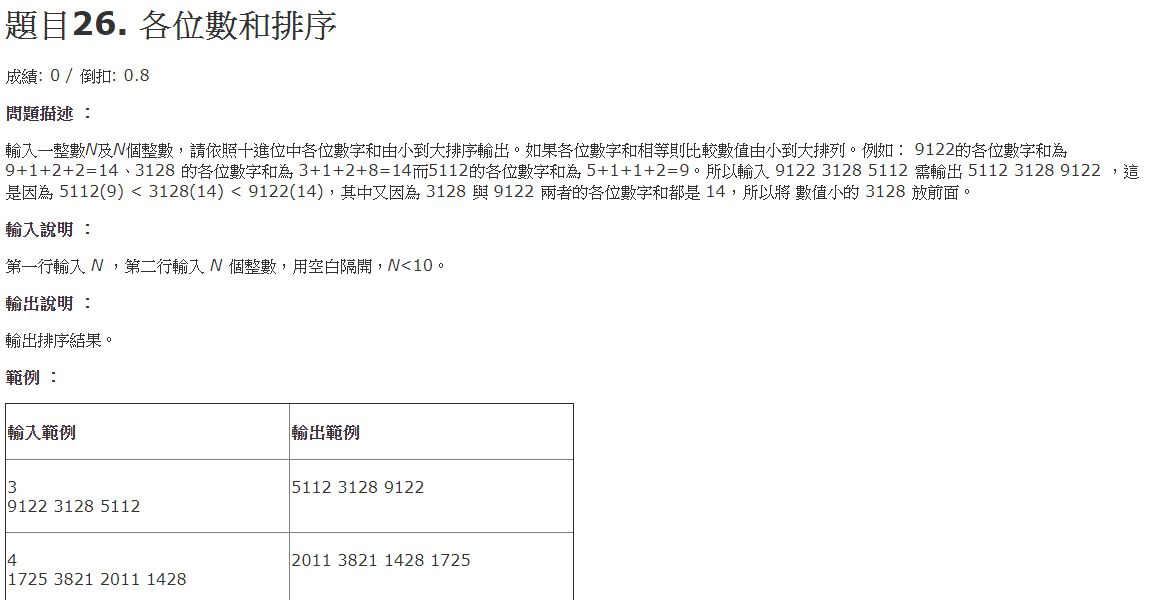 題目26. 各位數和排序
成績: 0 / 倒扣: 0.8
問題描述 ：
輸入一整數N及N個整數，請依照十進位中各位數字和由小到大排序輸出。如果各位數字和相等則比較數值由小到大排列。例如： 9122的各位數字和為
9+1+2+2=14、3128 的各位數字和為 3+1+2+8=14而5112的各位數字和為 5+1+1+2=9。所以輸入 9122 3128 5112 需輸出 5112 3128 9122 ，這
是因為 5112(9) < 3128(14) < 9122(14)，其中又因為 3128 與 9122 兩者的各位數字和都是 14，所以將 數值小的 3128 放前面。
輸入說明 ：
第一行輸入 N ，第二行輸入 N 個整數，用空白隔開，N<10。
輸出說明 ：
輸出排序結果。
範例 ：
輸入範例 輸出範例
3 5112 3128 9122
9122 3128 5112
4 2011 3821 1428 1725
1725 3821 2011 1428